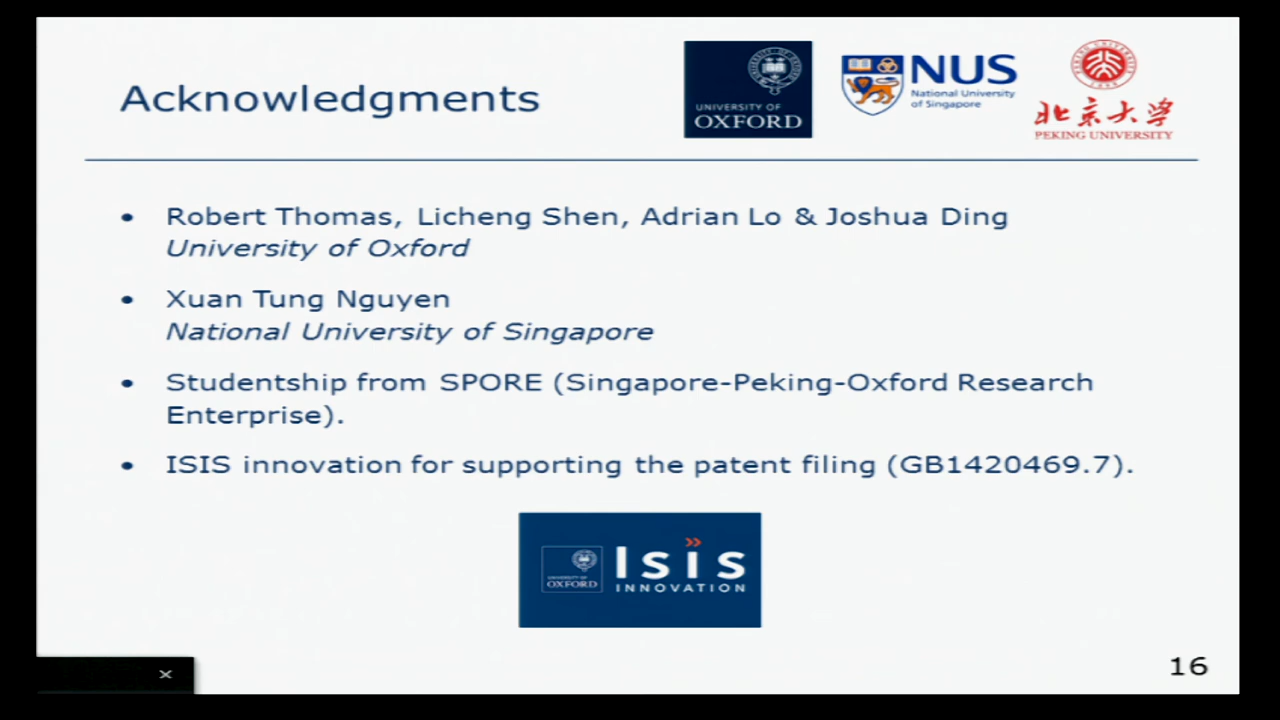 Acknowledgments
UNIVERSITY OF
OXFORD
NUS
National University
of Singapore
北京大学
PEKING UNIVERSITY
• Robert Thomas, Licheng Shen, Adrian Lo & Joshua Ding
University of Oxford
• Xuan Tung Nguyen
National University of Singapore
• Studentship from SPORE (Singapore-Peking-Oxford Research
Enterprise).
• ISIS innovation for supporting the patent filing (GB1420469.7).
UNIVERSITY OF
OXFORD
Isis
INNOVATION
16